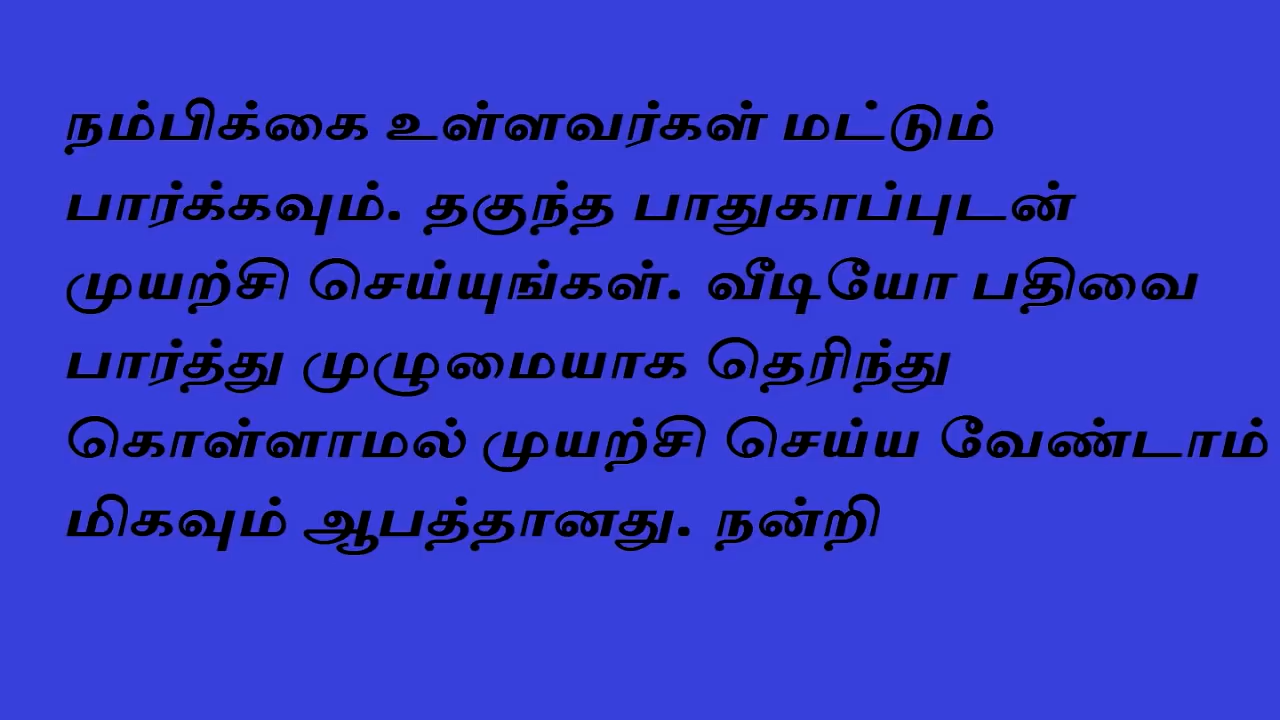 நம்பிக்கை உள்ளவர்கள் மட்டும்
பார்க்கவும். தகுந்த பாதுகாப்புடன்
முயற்சி செய்யுங்கள். வீடியோ பதிவை
பார்த்து முழுமையாக தெரிந்து
கொள்ளாமல் முயற்சி செய்ய வேண்டாம்
மிகவும் ஆபத்தானது. நன்றி